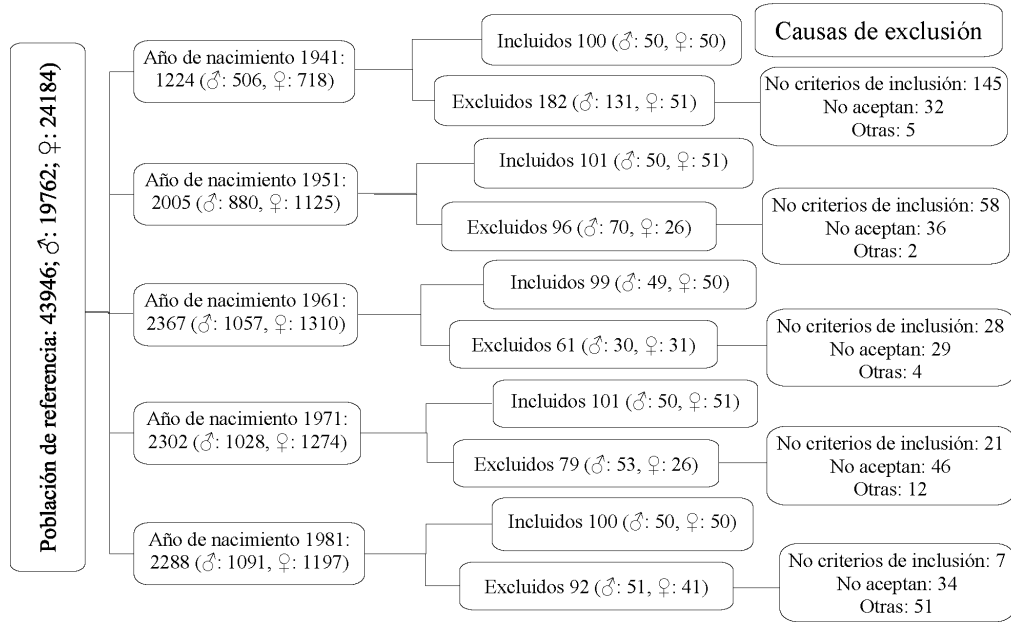 Población de referencia: 43946; ♂: 19762; ♀: 24184)
Causas de exclusión
Año de nacimiento 1941:
1224 (♂: 506, ♀: 718)
Incluidos 100 (♂: 50, ♀: 50)
Excluidos 182 (♂: 131, ♀: 51)
No criterios de inclusión: 145
No aceptan: 32
Otras: 5
Año de nacimiento 1951:
2005 (♂: 880, ♀: 1125)
Incluidos 101 (♂: 50, ♀: 51)
Excluidos 96 (♂: 70, ♀: 26)
No criterios de inclusión: 58
No aceptan: 36
Otras: 2
Año de nacimiento 1961:
2367 (♂: 1057, ♀: 1310)
Incluidos 99 (♂: 49, ♀: 50)
Excluidos 61 (♂: 30, ♀: 31)
No criterios de inclusión: 28
No aceptan: 29
Otras: 4
Año de nacimiento 1971:
2302 (♂: 1028, ♀: 1274)
Incluidos 101 (♂: 50, ♀: 51)
Excluidos 79 (♂: 53, ♀: 26)
No criterios de inclusión: 21
No aceptan: 46
Otras: 12
Año de nacimiento 1981:
2288 (♂: 1091, ♀: 1197)
Incluidos 100 (♂: 50, ♀: 50)
Excluidos 92 (♂: 51, ♀: 41)
No criterios de inclusión: 7
No aceptan: 34
Otras: 51